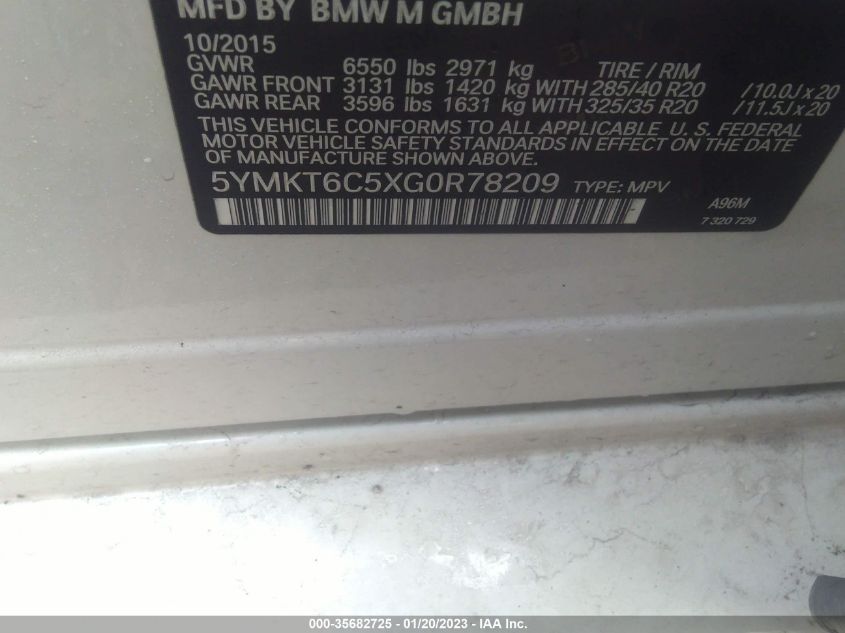 MFD BY BMW M GMBH
10/2015
GVWR 6550 lbs 2971 kg TIRE / RIM
GAWR FRONT 3131 lbs 1420 kg WITH 285/40 R20 / 10.0J x 20
GAWR REAR 3596 lbs 1631 kg WITH 325/35 R20 / 11.5J x 20
THIS VEHICLE CONFORMS TO ALL APPLICABLE U. S. FEDERAL
MOTOR VEHICLE SAFETY STANDARDS IN EFFECT ON THE DATE
OF MANUFACTURE SHOWN ABOVE.
5YMKT6C5XG0R78209 TYPE: MPV A96M
7 320 729
000-35682725 - 01/20/2023 - IAA Inc.